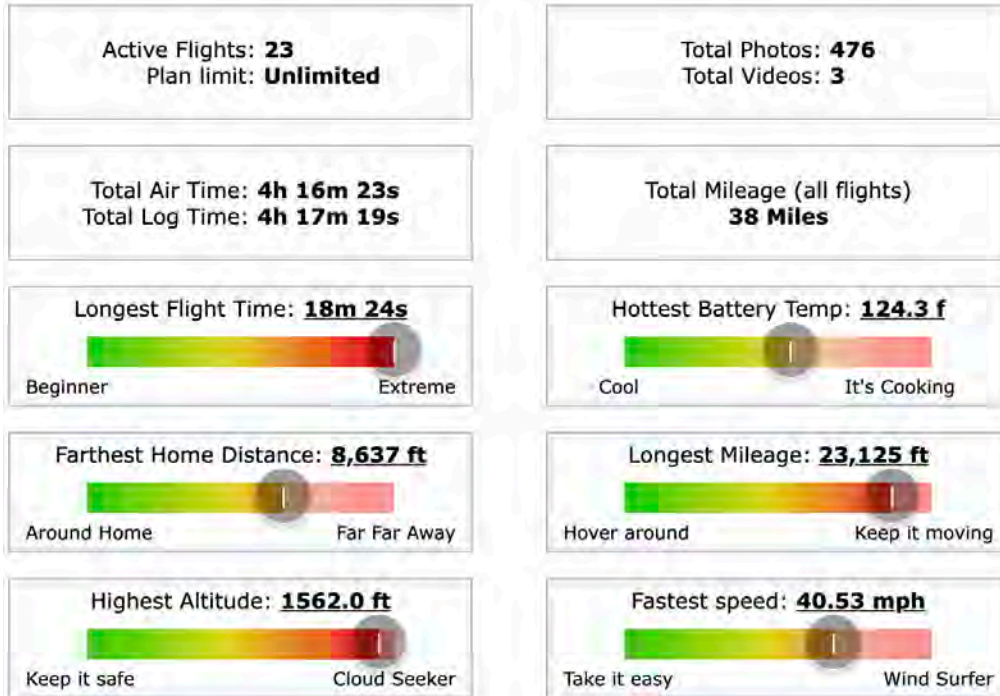 Active Flights: 23
Plan limit: Unlimited
Total Photos: 476
Total Videos: 3
Total Air Time: 4h 16m 23s
Total Log Time: 4h 17m 19s
Total Mileage (all flights)
38 Miles
Longest Flight Time: 18m 24s
Beginner
Extreme
Hottest Battery Temp: 124.3 f
Cool
It's Cooking
Farthest Home Distance: 8,637 ft
Around Home
Far Far Away
Longest Mileage: 23,125 ft
Hover around
Keep it moving
Highest Altitude: 1562.0 ft
Keep it safe
Cloud Seeker
Fastest speed: 40.53 mph
Take it easy
Wind Surfer